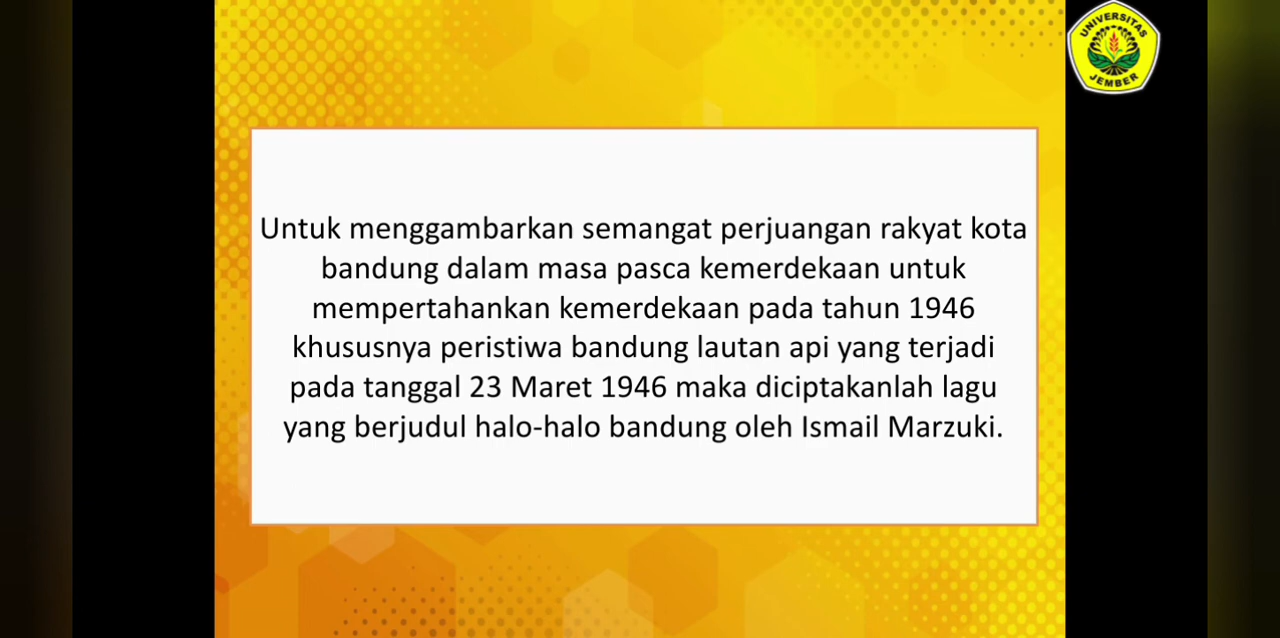 UNIVERSITAS
JEMBER
Untuk menggambarkan semangat perjuangan rakyat kota
bandung dalam masa pasca kemerdekaan untuk
mempertahankan kemerdekaan pada tahun 1946
khususnya peristiwa bandung lautan api yang terjadi
pada tanggal 23 Maret 1946 maka diciptakanlah lagu
yang berjudul halo-halo bandung oleh Ismail Marzuki.